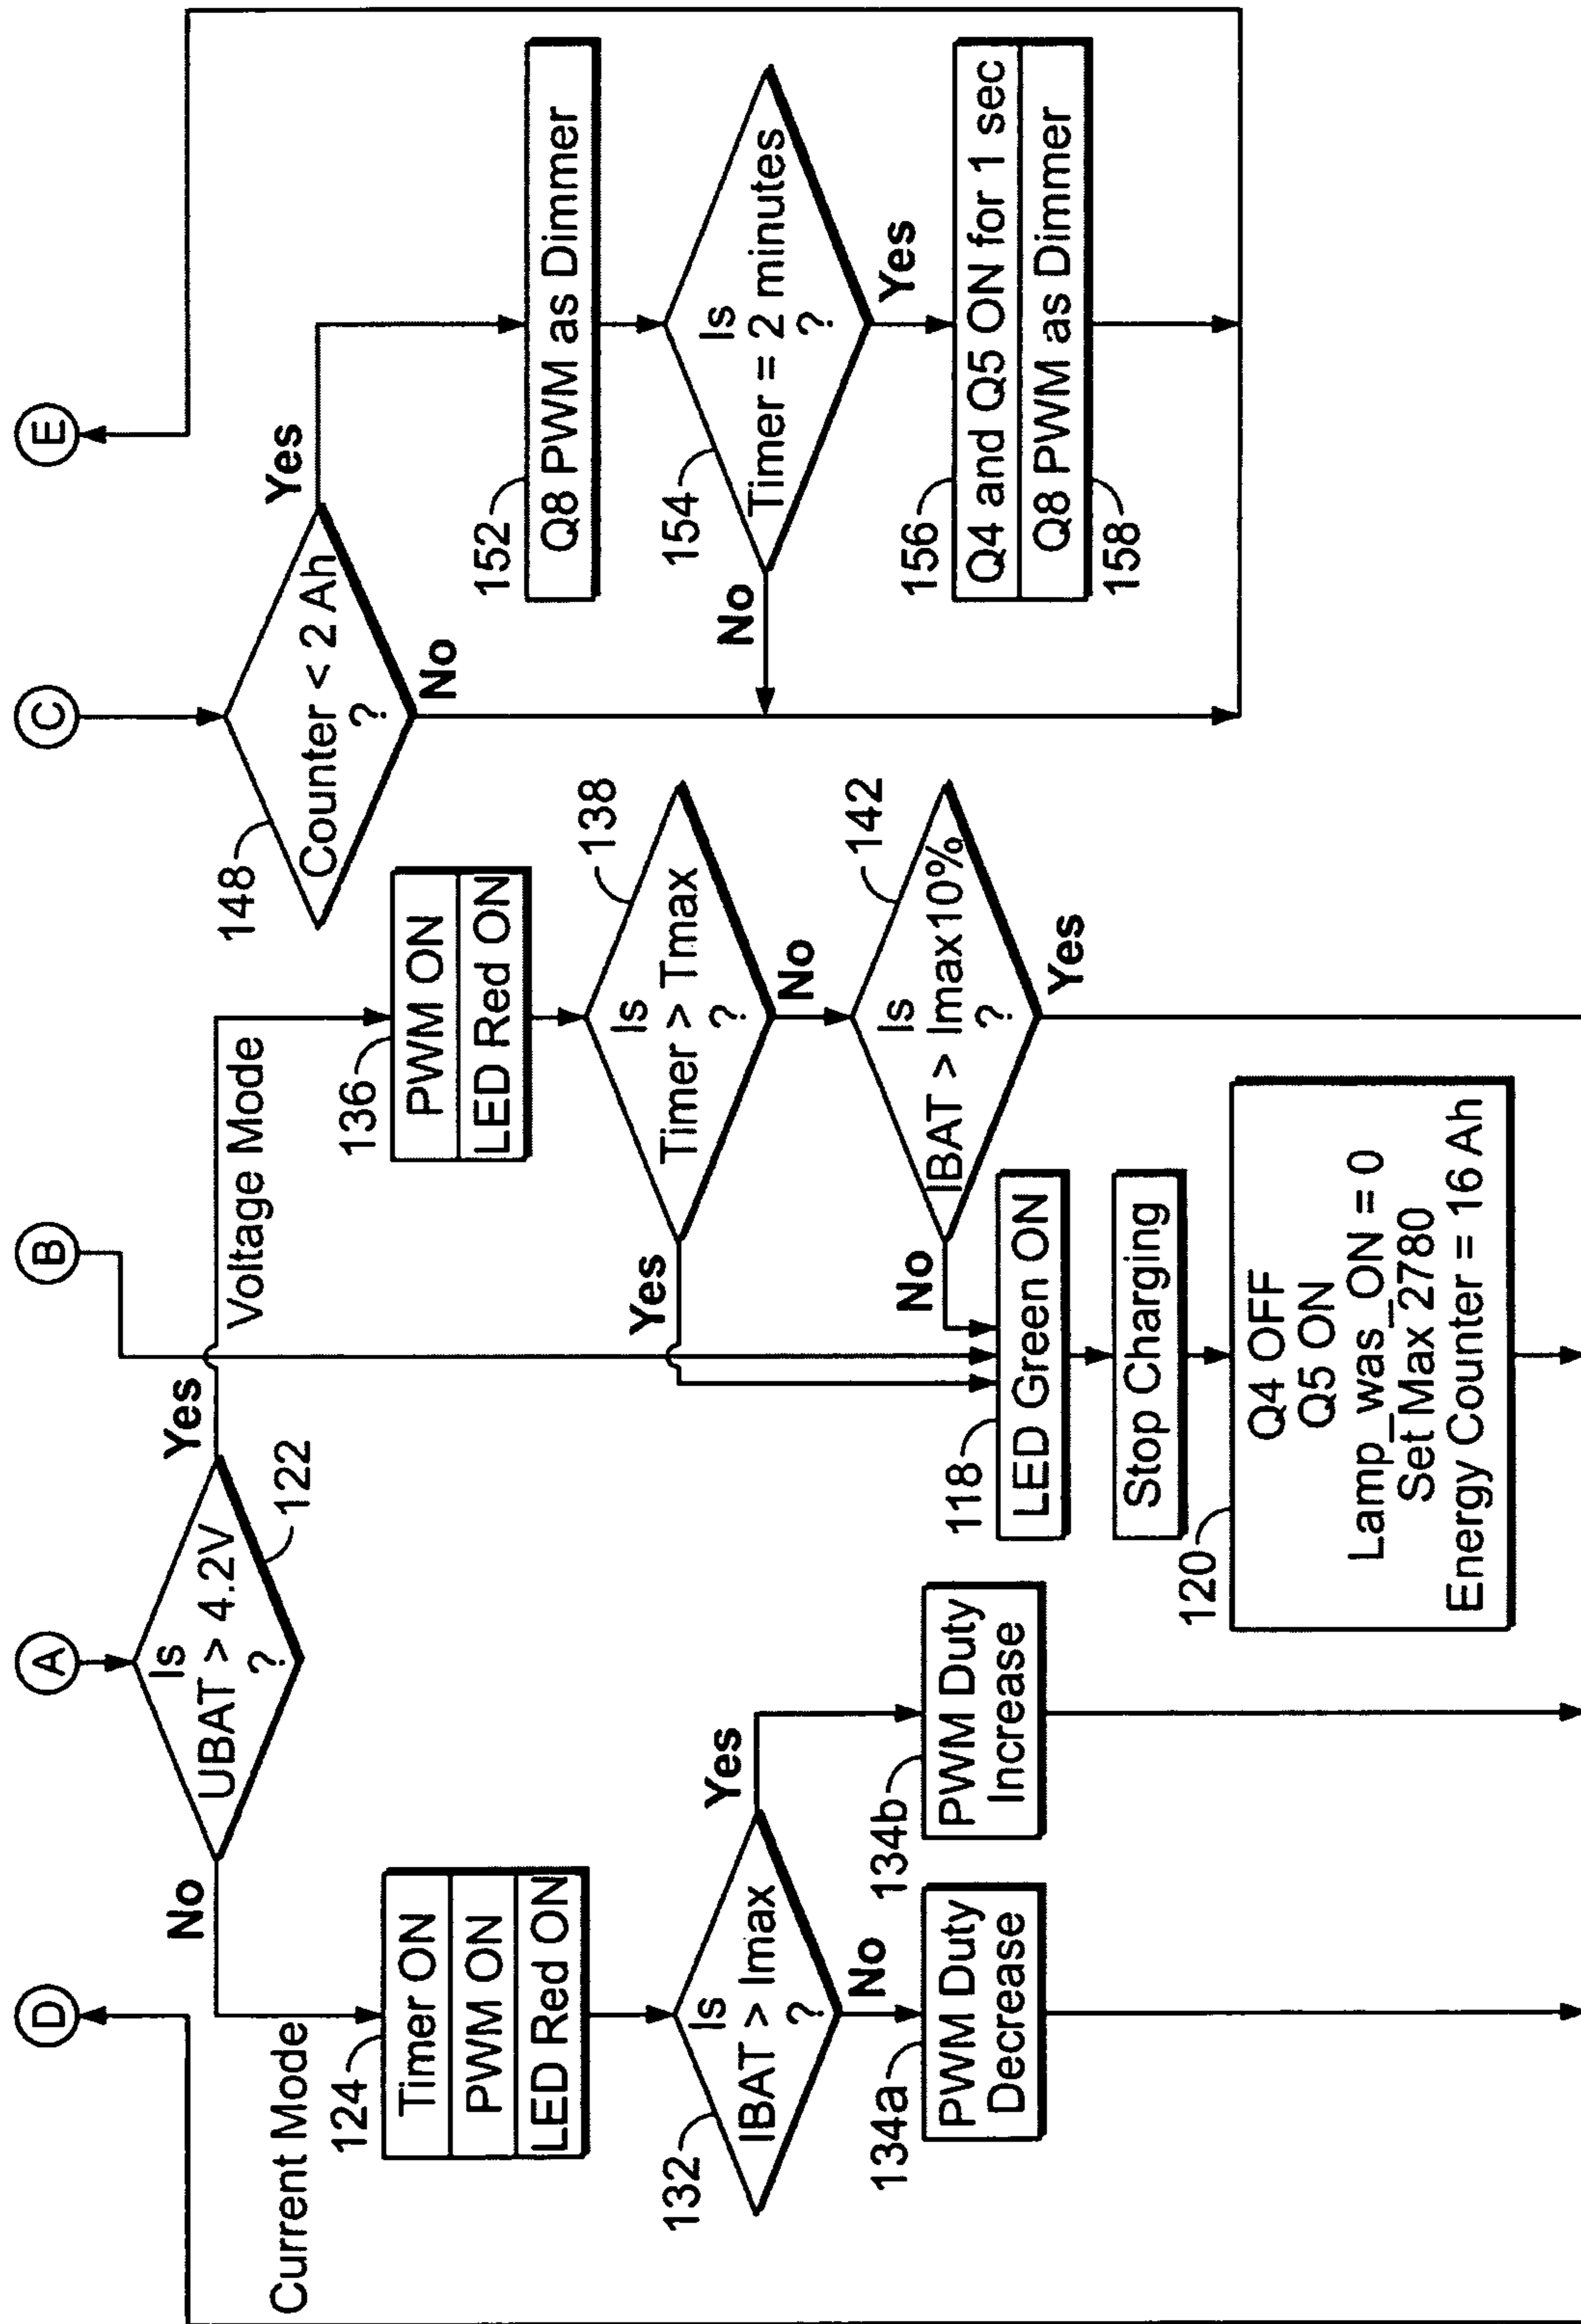 D
A
B
C
E
Is
UBAT > 4.2V
?
122
No
Yes
Current Mode
Voltage Mode
124
Timer ON
PWM ON
LED Red ON
132
Is
IBAT > Imax
?
Yes
No
134a
PWM Duty
Decrease
134b
PWM Duty
Increase
136
PWM ON
LED Red ON
138
Is
Timer > Tmax
?
Yes
No
142
Is
IBAT > Imax10%
?
No
Yes
118
LED Green ON
Stop Charging
120
Q4 OFF
Q5 ON
Lamp_was_ON = 0
Set Max 2780
Energy Counter = 16 Ah
148
Counter < 2 Ah
?
Yes
No
152
Q8 PWM as Dimmer
154
Is
Timer = 2 minutes
?
No
Yes
156
Q4 and Q5 ON for 1 sec
Q8 PWM as Dimmer
158